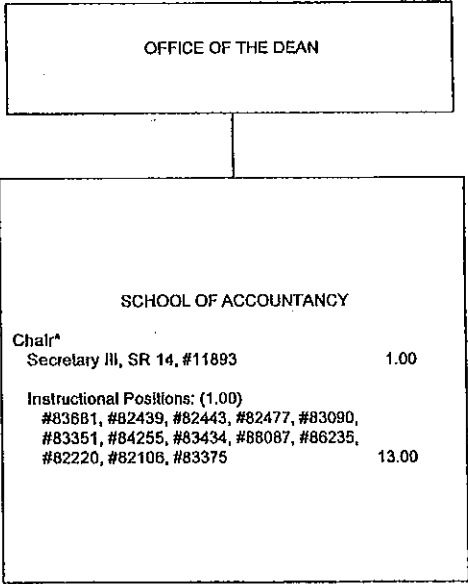 OFFICE OF THE DEAN
SCHOOL OF ACCOUNTANCY
Chair*
Secretary III, SR 14, #11893 1.00
Instructional Positions: (1.00)
#83681, #82439, #82443, #82477, #83090,
#83351, #84255, #83434, #88087, #86235,
#82220, #82106, #83375 13.00